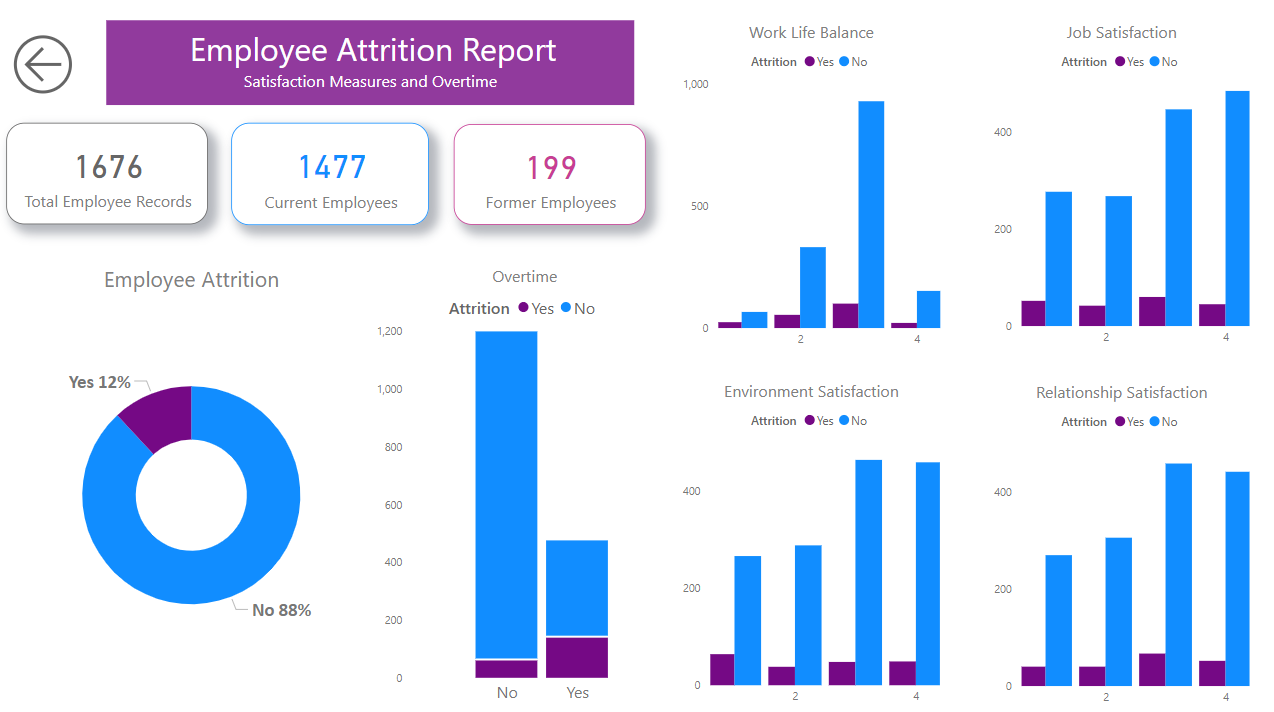 Employee Attrition Report
Satisfaction Measures and Overtime
1676
Total Employee Records
1477
Current Employees
199
Former Employees
Employee Attrition
Yes 12%
No 88%
Overtime
Attrition Yes No
1,200
1,000
800
600
400
200
0
No Yes
Work Life Balance
Attrition Yes No
1,000
500
0
2 4
Job Satisfaction
Attrition Yes No
400
200
0
2 4
Environment Satisfaction
Attrition Yes No
400
200
0
2 4
Relationship Satisfaction
Attrition Yes No
400
200
0
2 4